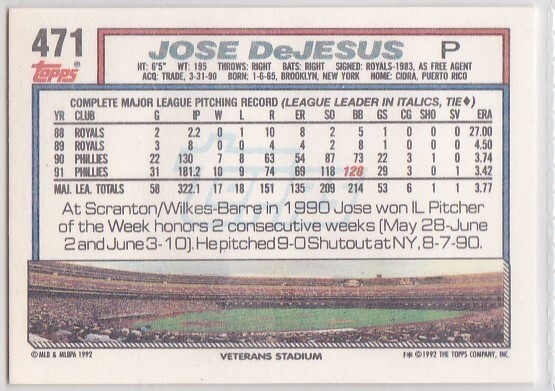 471 JOSE DeJESUS P
Topps®
HT: 6'5" WT: 195 THROWS: RIGHT BATS: RIGHT SIGNED: ROYALS-1983, AS FREE AGENT
ACQ: TRADE, 3-31-90 BORN: 1-6-65, BROOKLYN, NEW YORK HOME: CIDRA, PUERTO RICO
COMPLETE MAJOR LEAGUE PITCHING RECORD (LEAGUE LEADER IN ITALICS, TIE♦)
YR CLUB G IP W L R ER SO BB GS CG SHO SV ERA
88 ROYALS 2 2.2 0 1 10 8 2 5 1 0 0 0 27.00
89 ROYALS 3 8 0 0 4 4 2 8 1 0 0 0 4.50
90 PHILLIES 22 130 7 8 63 54 87 73 22 3 1 0 3.74
91 PHILLIES 31 181.2 10 9 74 69 118 128 29 3 0 1 3.42
MAJ. LEA. TOTALS 58 322.1 17 18 151 135 209 214 53 6 1 1 3.77
At Scranton/Wilkes-Barre in 1990 Jose won IL Pitcher
of the Week honors 2 consecutive weeks (May 28-June
2 and June 3-10). He pitched 9-0 Shutout at NY, 8-7-90.
© MLB & MLBPA 1992 VETERANS STADIUM F* © 1992 THE TOPPS COMPANY, INC.